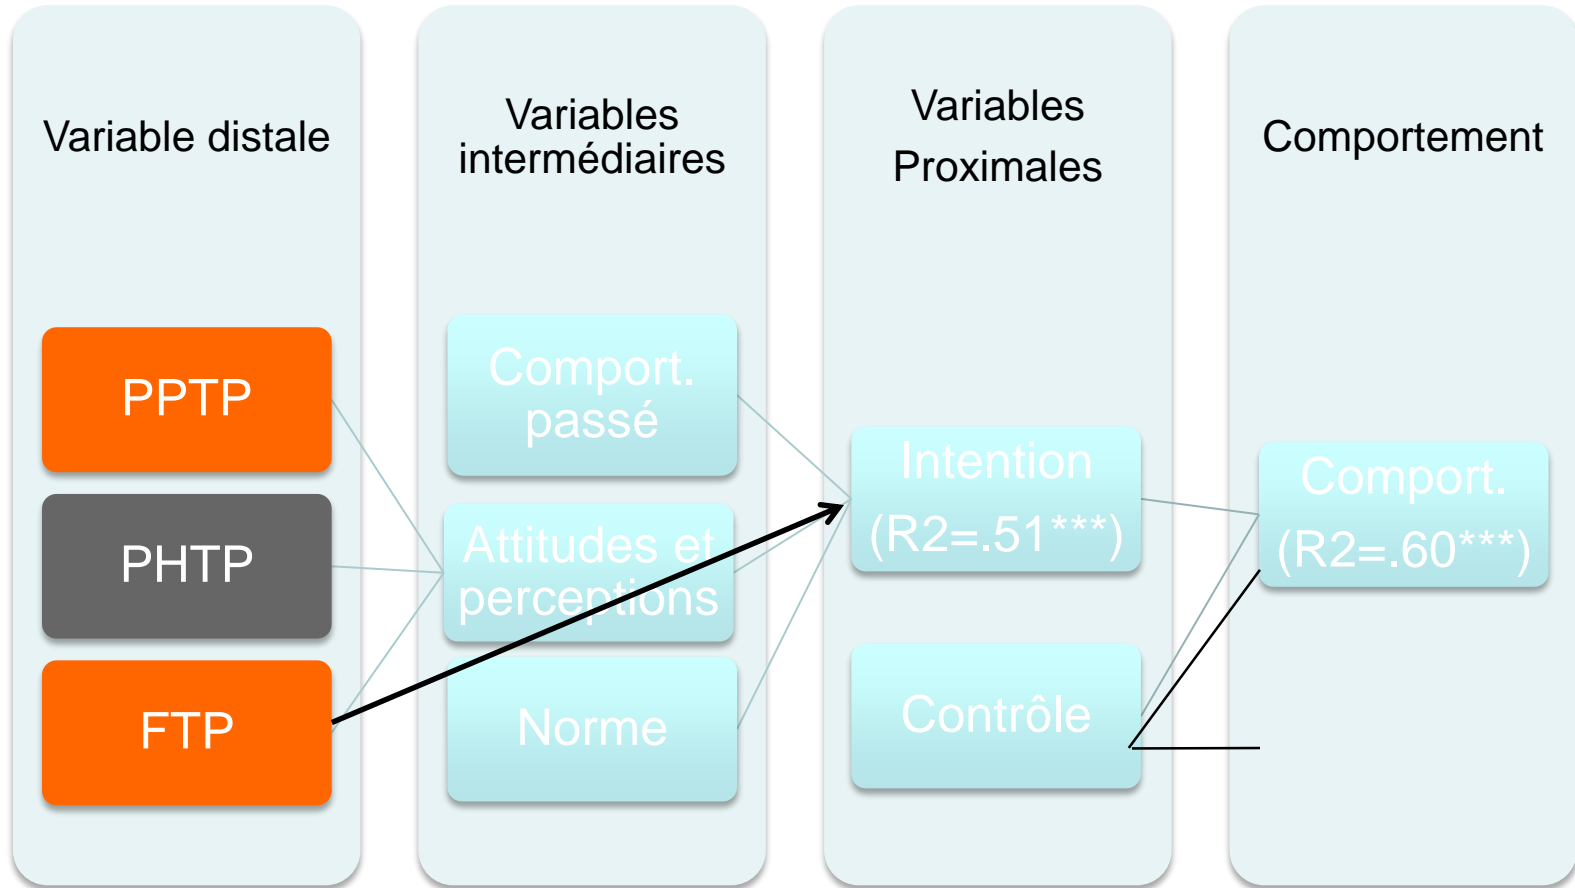 Variable distale
PPTP
PHTP
FTP
Variables
intermédiaires
Comport.
passé
Attitudes et
perceptions
Norme
Variables
Proximales
Intention
(R2=.51***)
Contrôle
Comportement
Comport.
(R2=.60***)